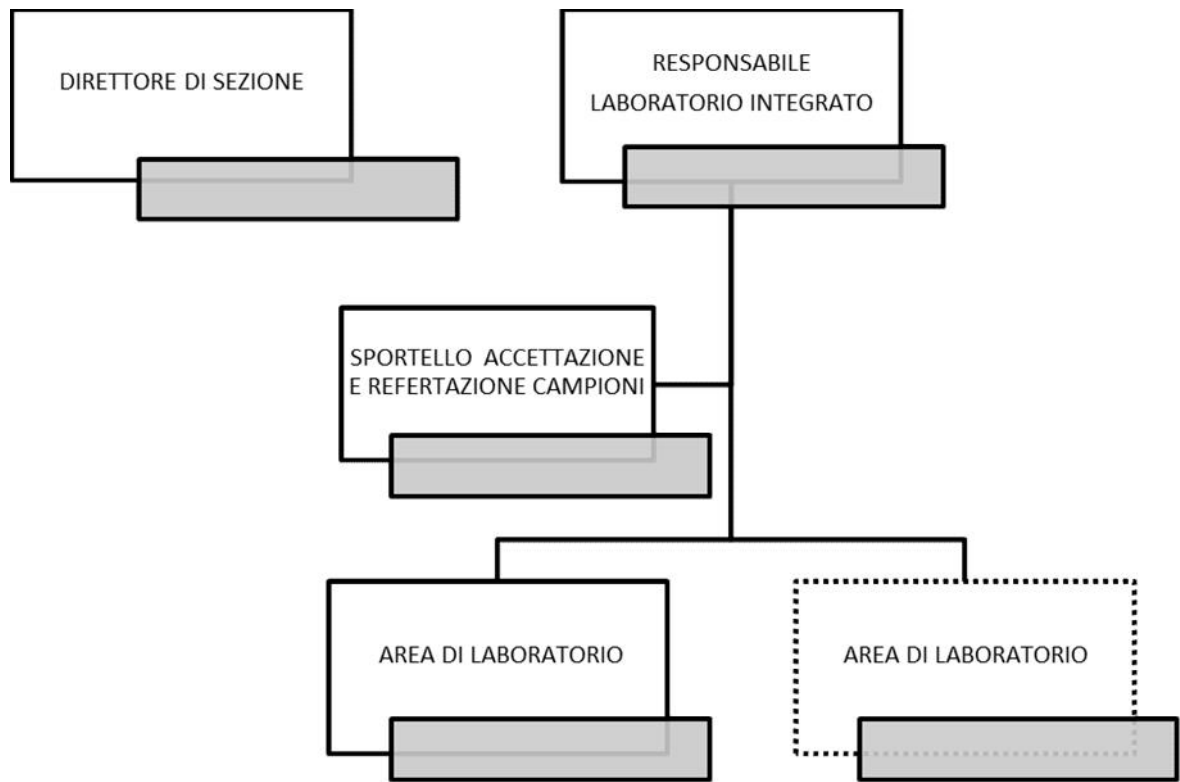 DIRETTORE DI SEZIONE
RESPONSABILE
LABORATORIO INTEGRATO
SPORTELLO ACCETTAZIONE
E REFERTAZIONE CAMPIONI
AREA DI LABORATORIO
AREA DI LABORATORIO